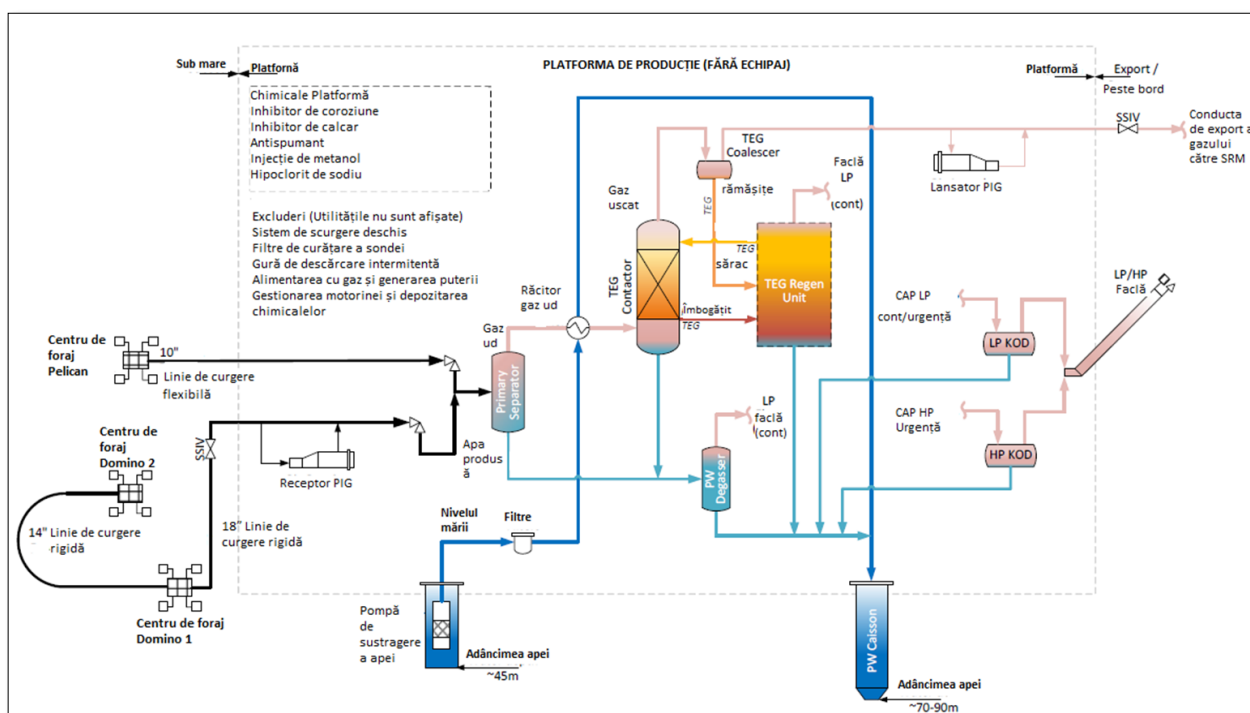 PLATFORMA DE PRODUCȚIE (FĂRĂ ECHIPAJ)
Sub mare
Platfornă
Platformă
Export /
Peste bord
Chimicale Platformă
Inhibitor de coroziune
Inhibitor de calcar
Antispumant
Injecție de metanol
Hipoclorit de sodiu
Excluderi (Utilitățile nu sunt afișate)
Sistem de scurgere deschis
Filtre de curățare a sondei
Gură de descărcare intermitentă
Alimentarea cu gaz și generarea puterii
Gestionarea motorinei și depozitarea
chimicalelor
SSIV
Conducta
de export a
gazului
către SRM
Lansator PIG
TEG
Coalescer
rămășițe
TEG
Faclă
LP
(cont)
Gaz
uscat
TEG
Contactor
TEG
sărac
TEG Regen
Unit
Îmbogățit
TEG
Răcitor
gaz ud
Gaz
ud
Primary
Separator
Apa
produs
ă
Centru de
foraj
Pelican
10"
Linie de curgere
flexibilă
Centru de
foraj
Domino 2
SSIV
Receptor PIG
14" Linie de curgere
rigidă
18" Linie de
curgere rigidă
Centru de foraj
Domino 1
Nivelul
mării
Filtre
Pompă
de
sustragere
a apei
Adâncimea apei
~45m
LP
faclă
(cont)
PW
Degasser
CAP LP
cont/urgență
LP KOD
CAP HP
Urgență
HP KOD
LP/HP
Faclă
PW Caisson
Adâncimea apei
~70-90m